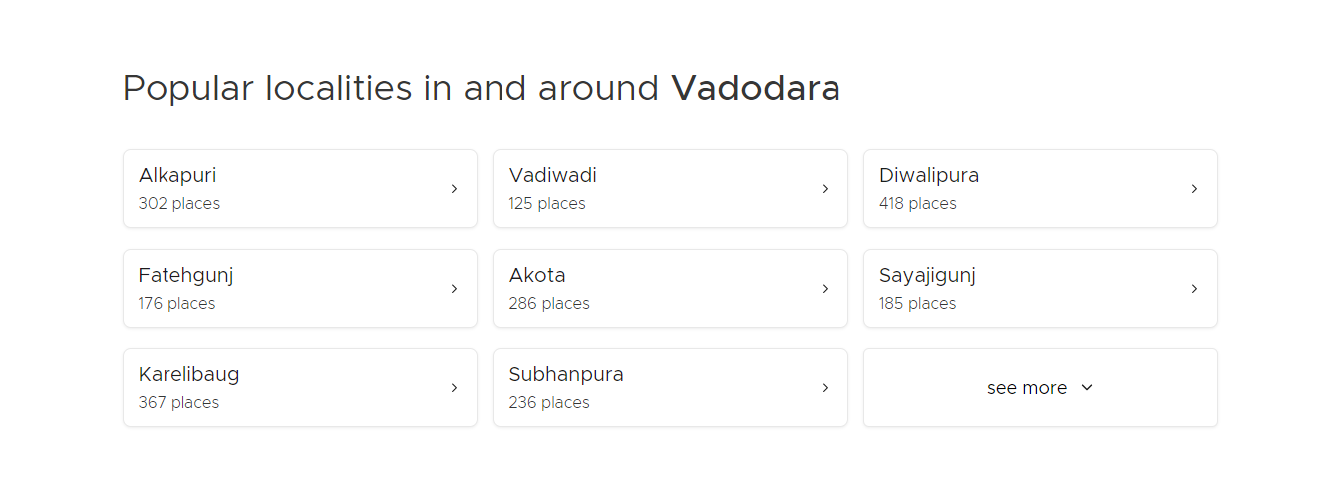 Popular localities in and around Vadodara
Alkapuri
302 places
Vadiwadi
125 places
Diwalipura
418 places
Fatehgunj
176 places
Akota
286 places
Sayajigunj
185 places
Karelibaug
367 places
Subhanpura
236 places
see more